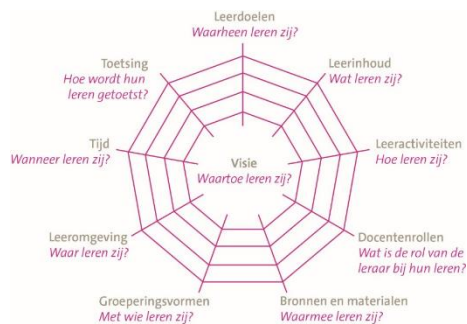 Leerdoelen
Waarheen leren zij?
Leerinhoud
Wat leren zij?
Leeractiviteiten
Hoe leren zij?
Docentenrollen
Wat is de rol van de
leraar bij hun leren?
Bronnen en materialen
Waarmee leren zij?
Groeperingsvormen
Met wie leren zij?
Leeromgeving
Waar leren zij?
Tijd
Wanneer leren zij?
Toetsing
Hoe wordt hun
leren getoetst?
Visie
Waartoe leren zij?